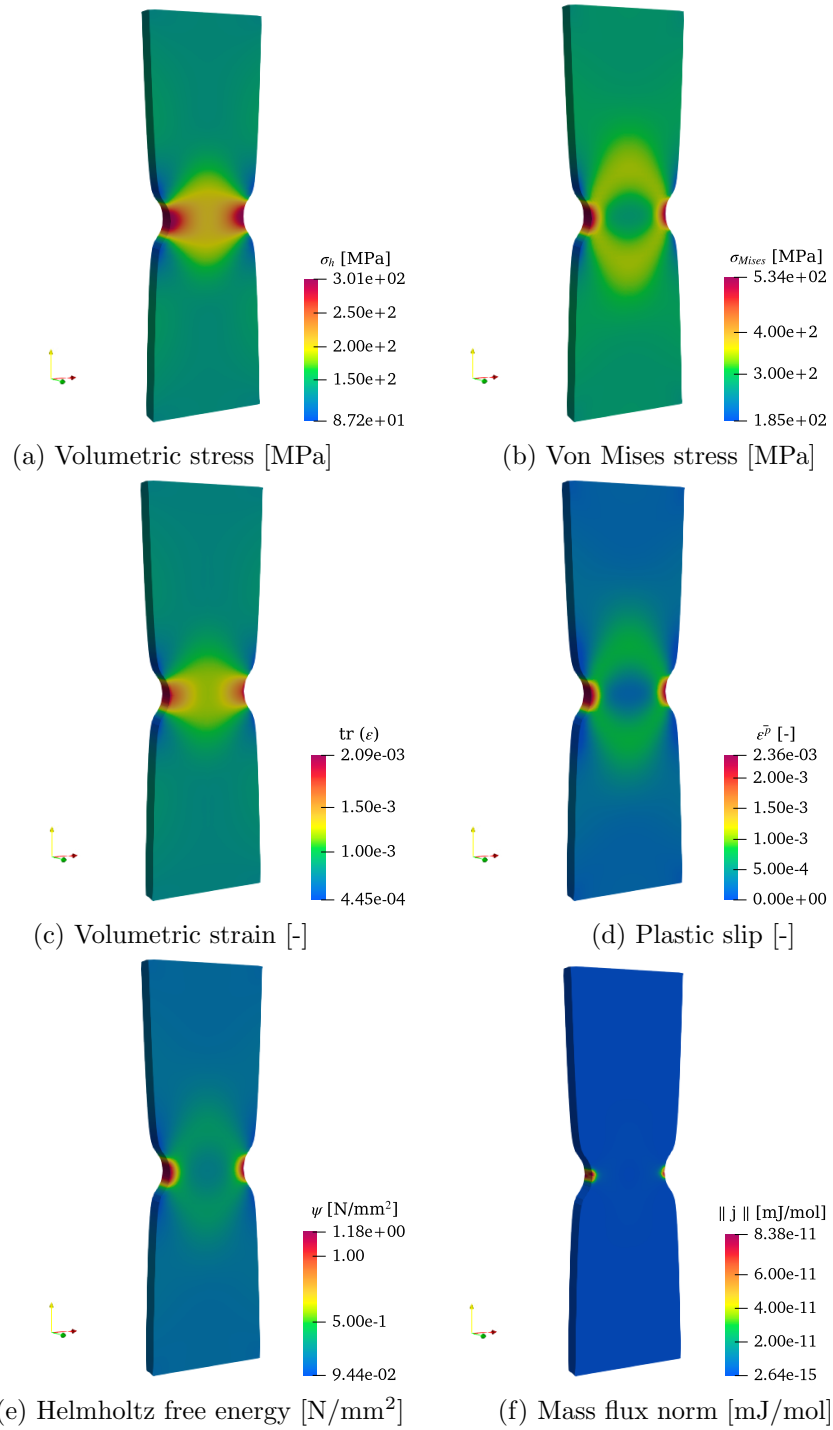 σₕ [MPa]
3.01e+02
2.50e+2
2.00e+2
1.50e+2
8.72e+01
(a) Volumetric stress [MPa]
σ_Mises [MPa]
5.34e+02
4.00e+2
3.00e+2
1.85e+02
(b) Von Mises stress [MPa]
tr (ε)
2.09e-03
1.50e-3
1.00e-3
4.45e-04
(c) Volumetric strain [-]
ε̄ᵖ [-]
2.36e-03
2.00e-3
1.00e-3
5.00e-4
0.00e+00
(d) Plastic slip [-]
ψ [N/mm²]
1.18e+00
1.00
5.00e-1
9.44e-02
(e) Helmholtz free energy [N/mm²]
‖ j ‖ [mJ/mol]
8.38e-11
6.00e-11
4.00e-11
2.00e-11
2.64e-15
(f) Mass flux norm [mJ/mol]